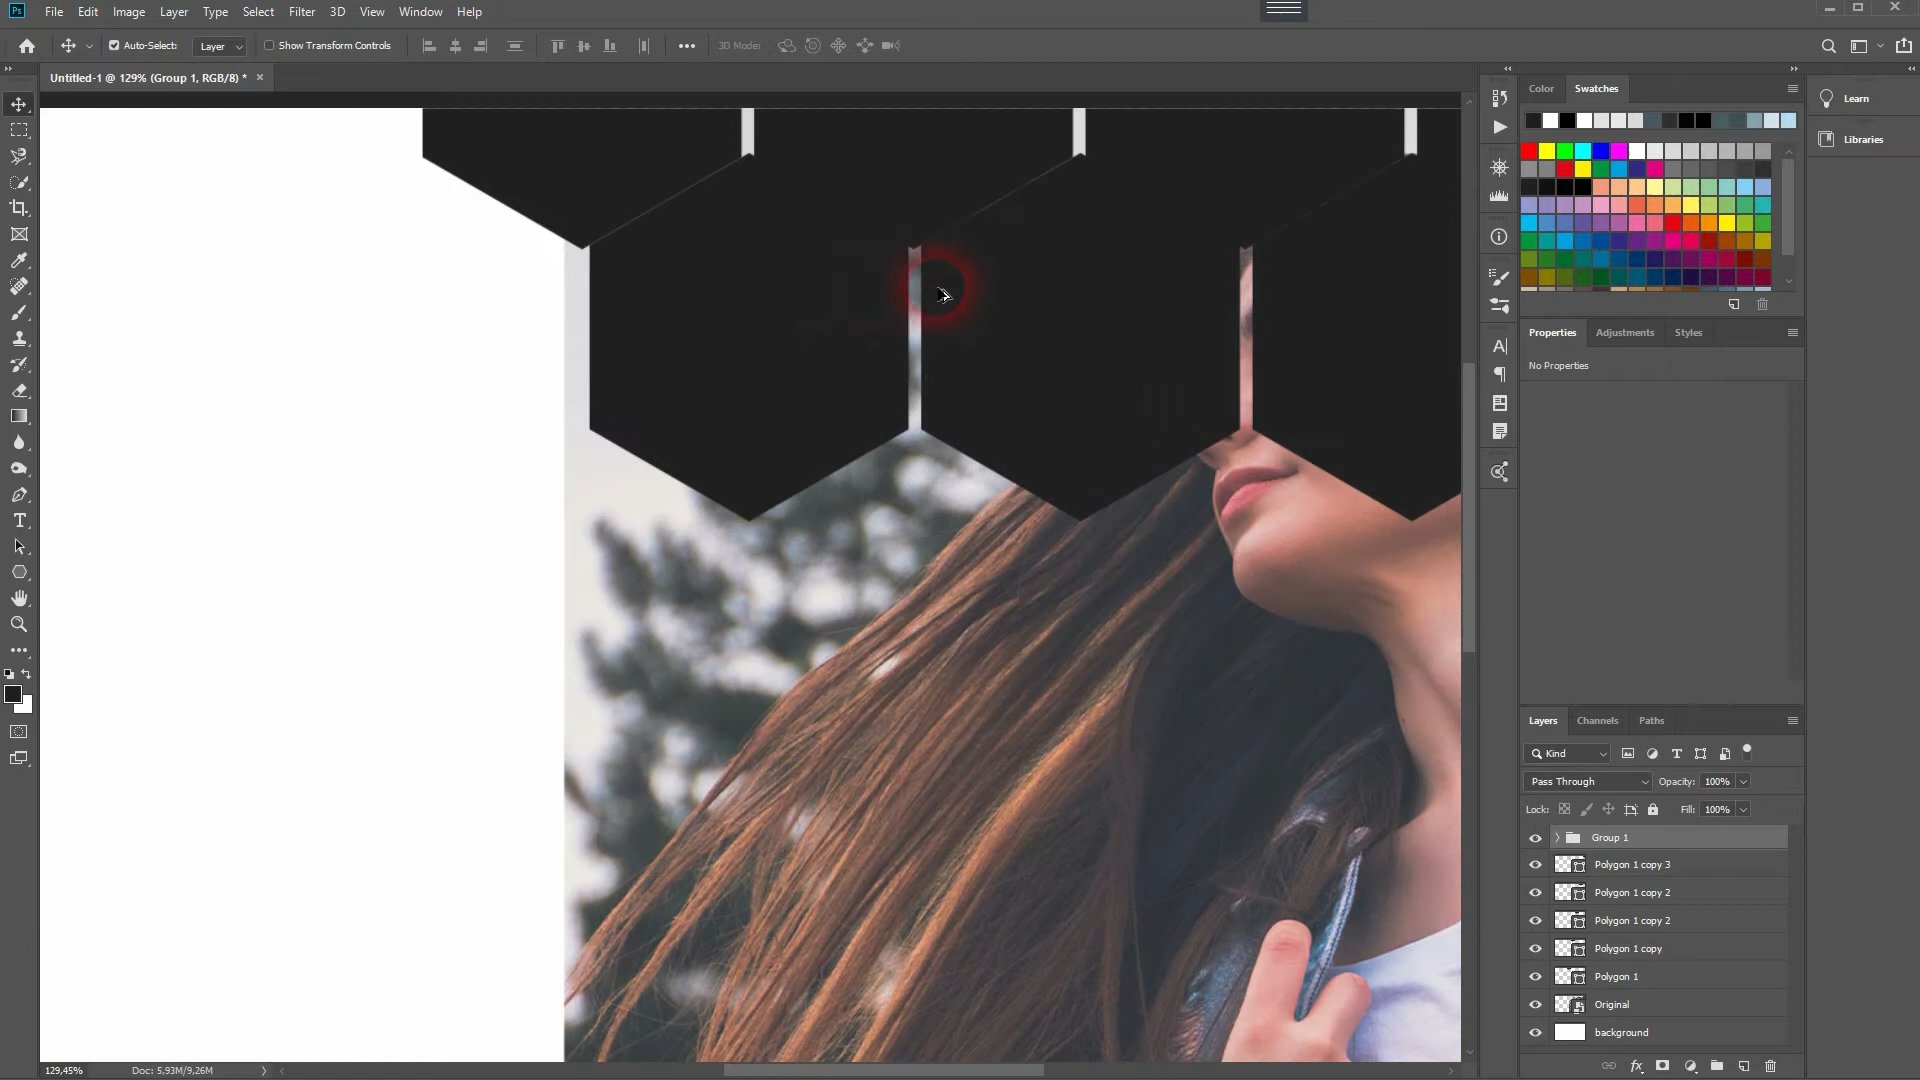 Ps File Edit Image Layer Type Select Filter 3D View Window Help
Auto-Select: Layer Show Transform Controls 3D Mode:
Untitled-1 @ 129% (Group 1, RGB/8) *
Color Swatches
Learn
Libraries
Properties Adjustments Styles
No Properties
Layers Channels Paths
Kind
Pass Through Opacity: 100%
Lock: Fill: 100%
Group 1
Polygon 1 copy 3
Polygon 1 copy 2
Polygon 1 copy 2
Polygon 1 copy
Polygon 1
Original
background
129,45% Doc: 5,93M/9,26M